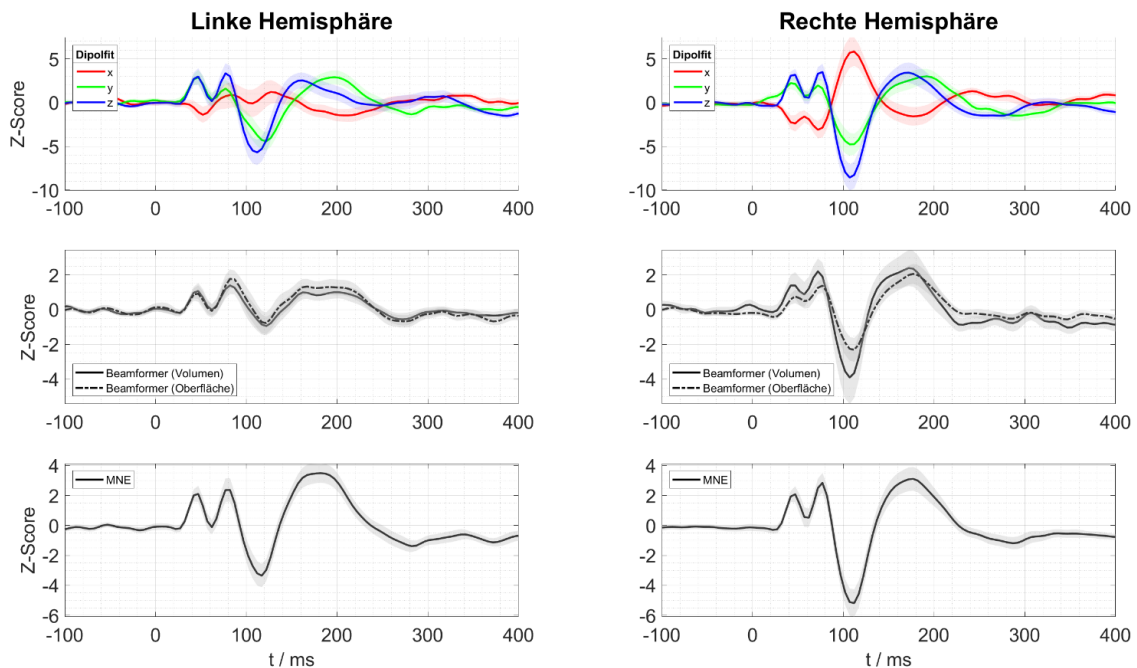 Linke Hemisphäre
Rechte Hemisphäre
Z-Score
5
0
-5
-10
Dipolfit
x
y
z
-100 0 100 200 300 400
5
0
-5
-10
Dipolfit
x
y
z
-100 0 100 200 300 400
Z-Score
2
0
-2
-4
Beamformer (Volumen)
Beamformer (Oberfläche)
-100 0 100 200 300 400
2
0
-2
-4
Beamformer (Volumen)
Beamformer (Oberfläche)
-100 0 100 200 300 400
Z-Score
4
2
0
-2
-4
-6
MNE
-100 0 100 200 300 400
t / ms
4
2
0
-2
-4
-6
MNE
-100 0 100 200 300 400
t / ms